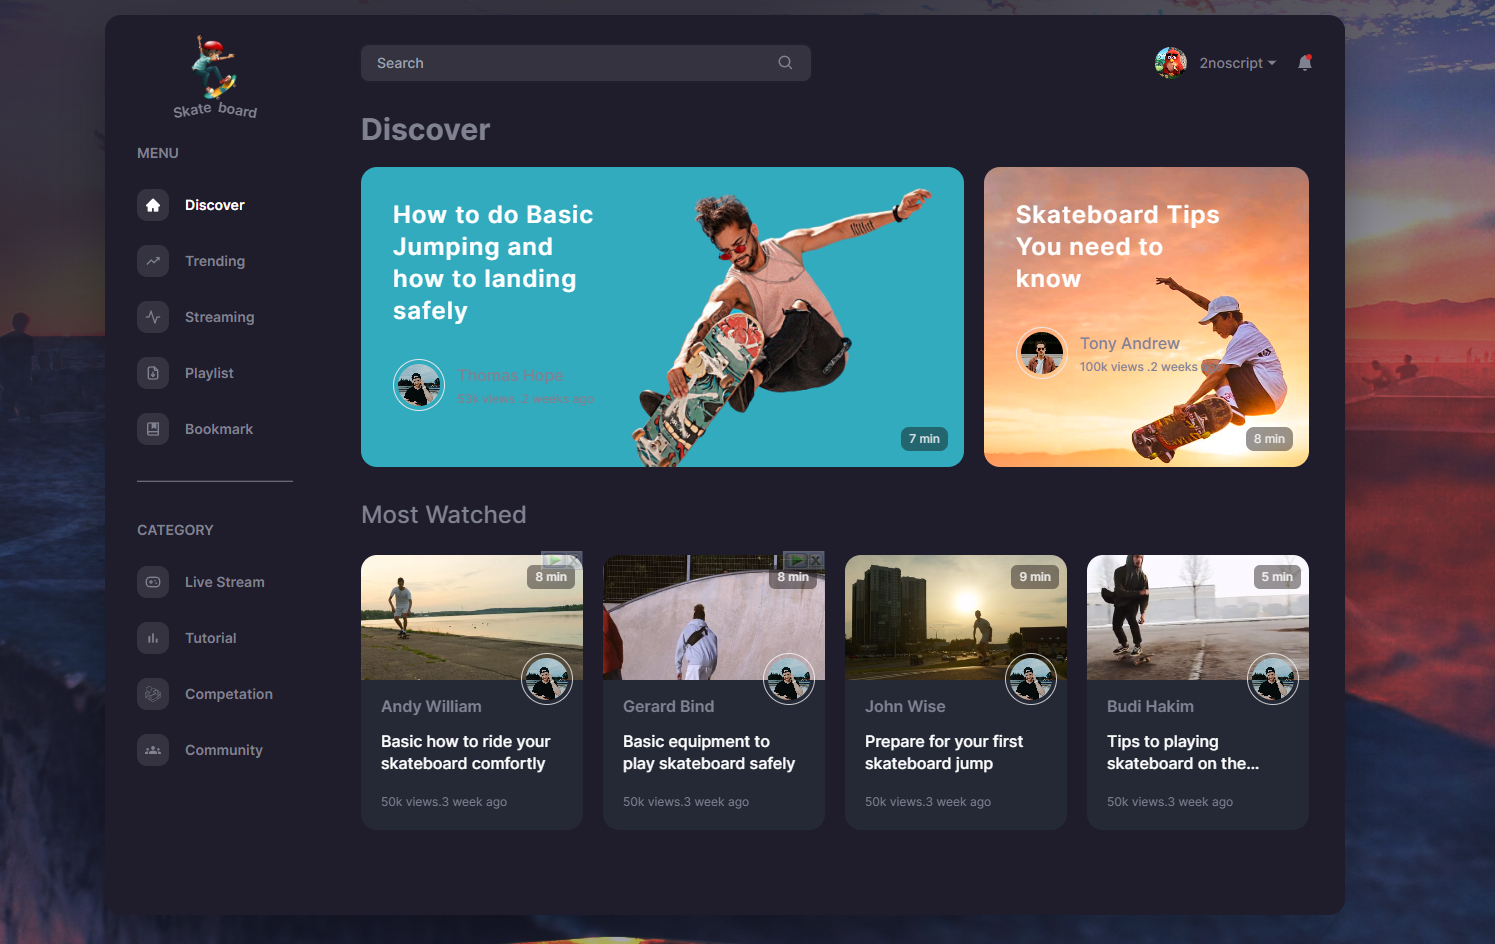 Skate board
Search
2noscript
MENU
Discover
Trending
Streaming
Playlist
Bookmark
CATEGORY
Live Stream
Tutorial
Competation
Community
Discover
How to do Basic
Jumping and
how to landing
safely
Thomas Hope
53k views .2 weeks ago
7 min
Skateboard Tips
You need to
know
Tony Andrew
100k views .2 weeks
8 min
Most Watched
8 min
Andy William
Basic how to ride your
skateboard comfortly
50k views.3 week ago
8 min
Gerard Bind
Basic equipment to
play skateboard safely
50k views.3 week ago
9 min
John Wise
Prepare for your first
skateboard jump
50k views.3 week ago
5 min
Budi Hakim
Tips to playing
skateboard on the...
50k views.3 week ago